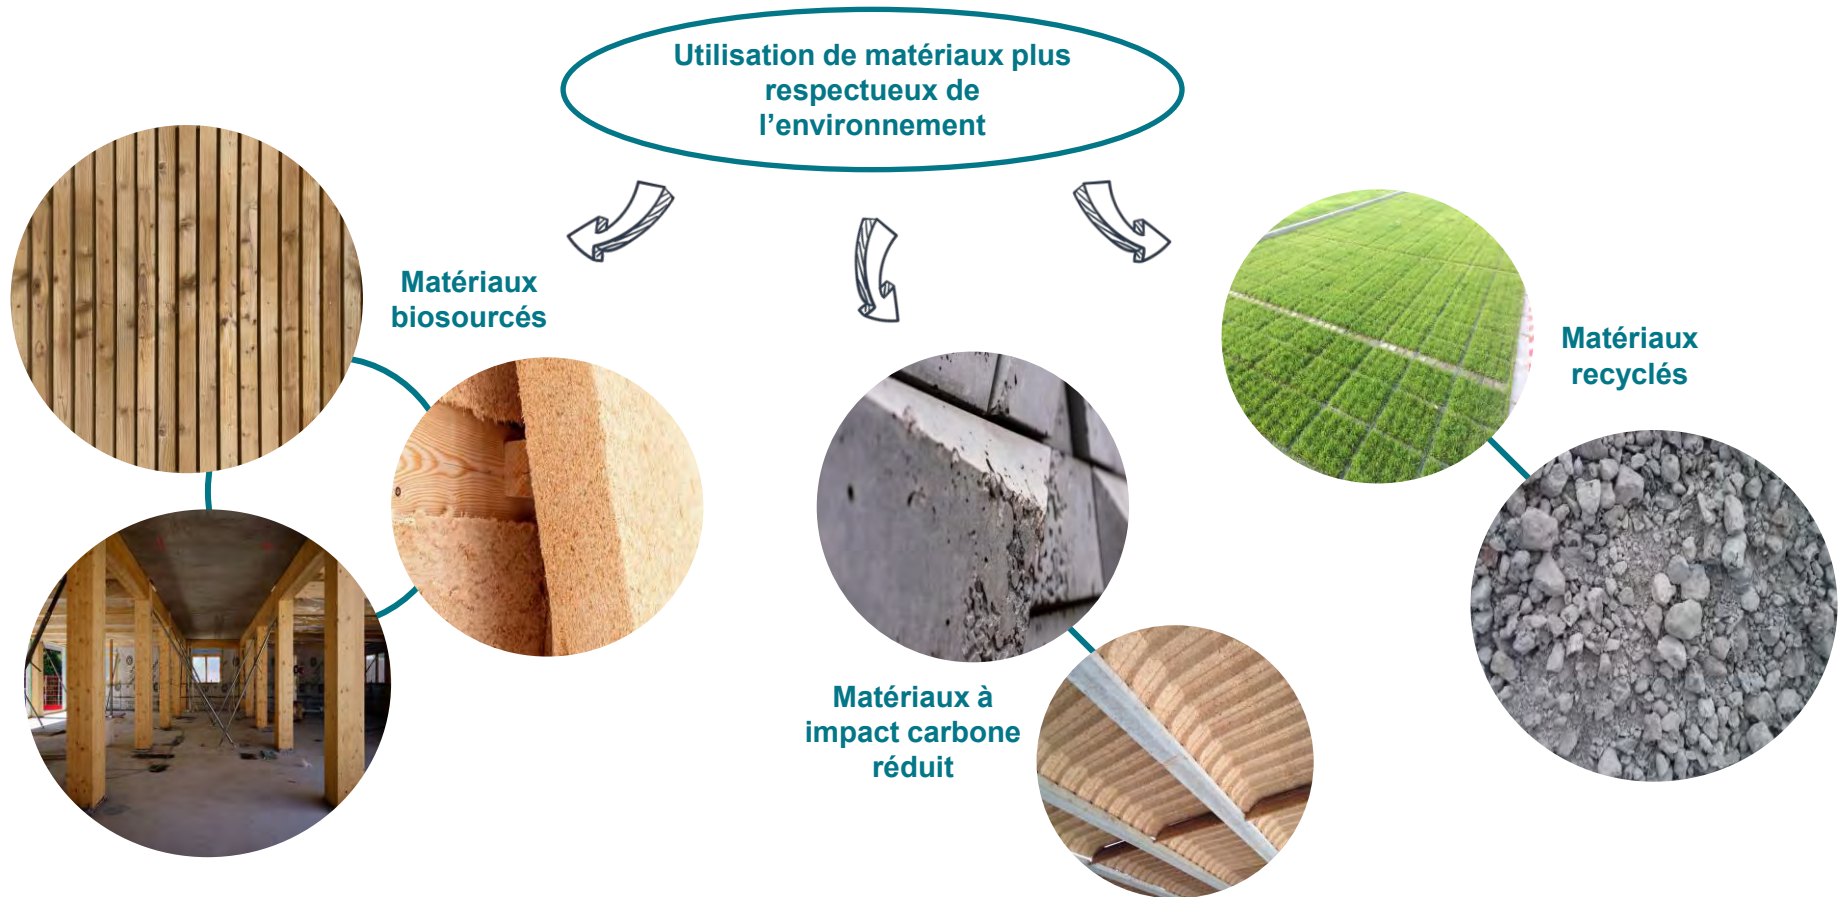 Utilisation de matériaux plus
respectueux de
l’environnement
Matériaux
biosourcés
Matériaux à
impact carbone
réduit
Matériaux
recyclés